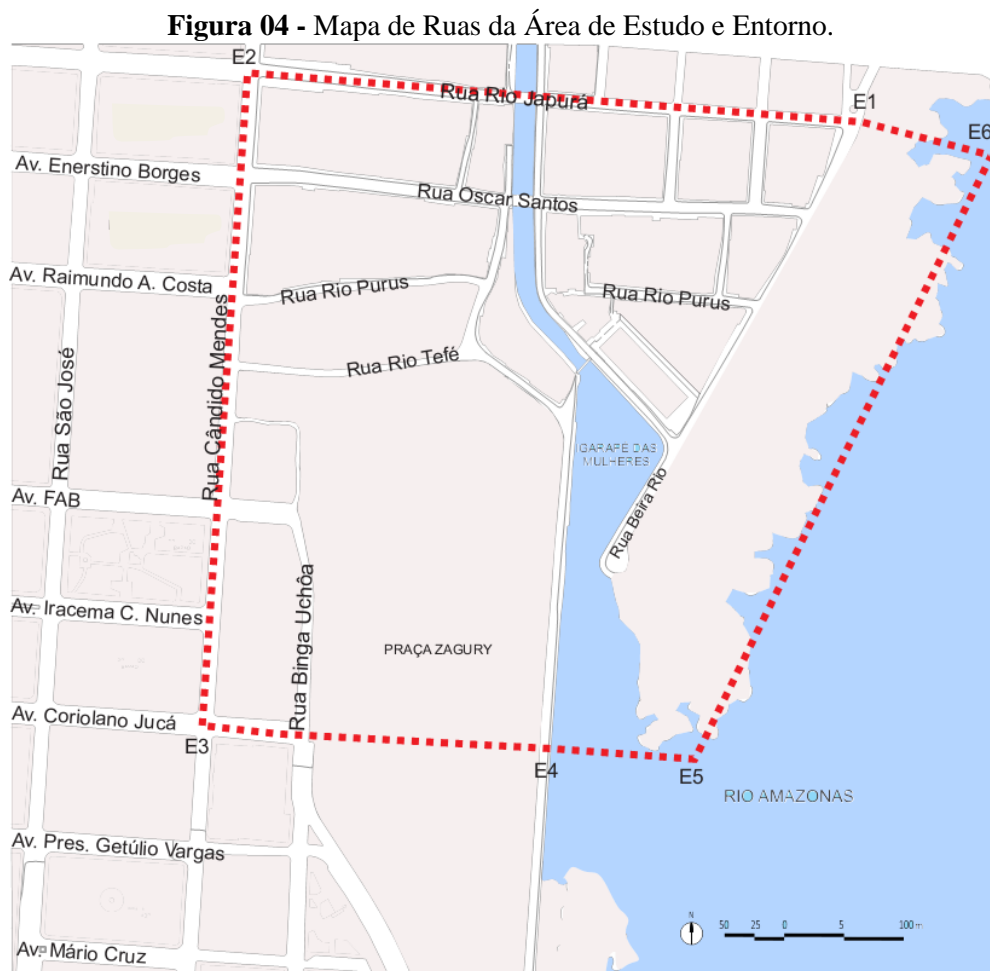 Figura 04 - Mapa de Ruas da Área de Estudo e Entorno.
E2
Rua Rio Japurá
E1
E6
Av. Enerstino Borges
Rua Oscar Santos
Av. Raimundo A. Costa
Rua Rio Purus
Rua Rio Purus
Rua Rio Tefé
Rua São José
Rua Cândido Mendes
IGARAPÉ DAS
MULHERES
Av. FAB
Rua Beira Rio
Rua Binga Uchôa
Av. Iracema C. Nunes
PRAÇA ZAGURY
Av. Coriolano Jucá
E3
E4
E5
RIO AMAZONAS
Av. Pres. Getúlio Vargas
N
50 25 0 5 100 m
Av. Mário Cruz